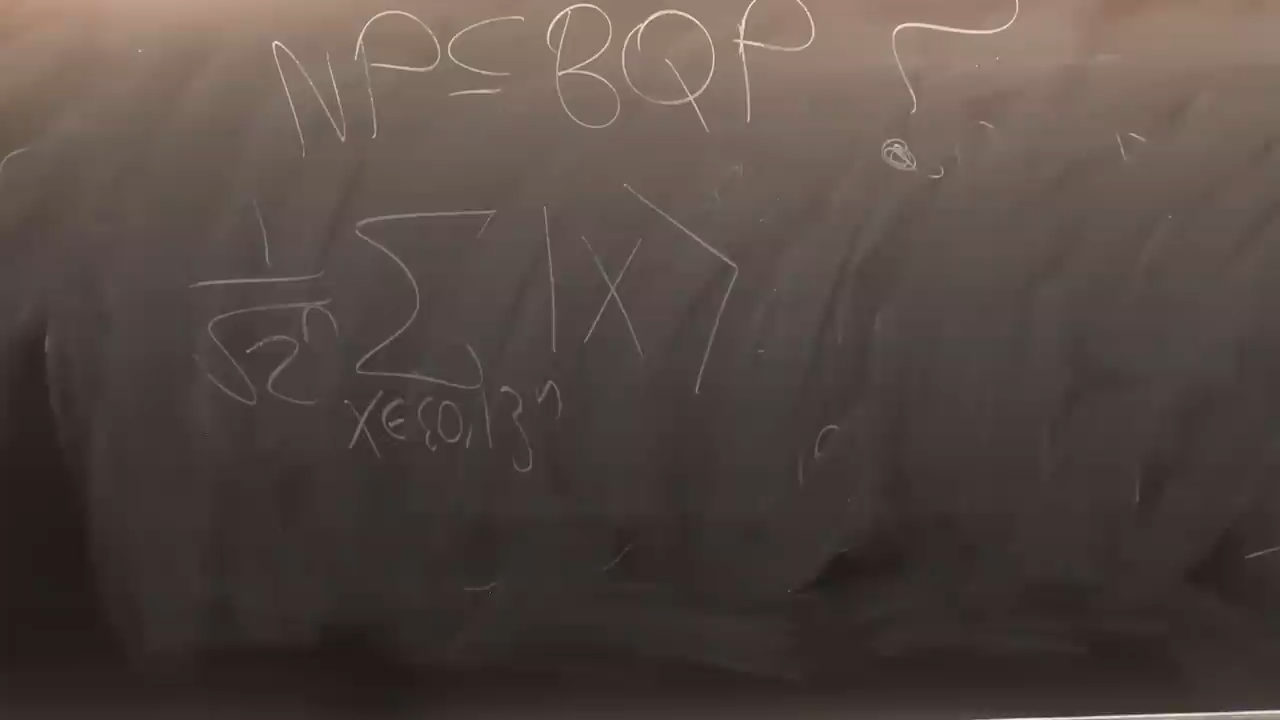 NP ⊆ BQP ?
1/√2ⁿ ∑ |x⟩
x∈{0,1}ⁿ